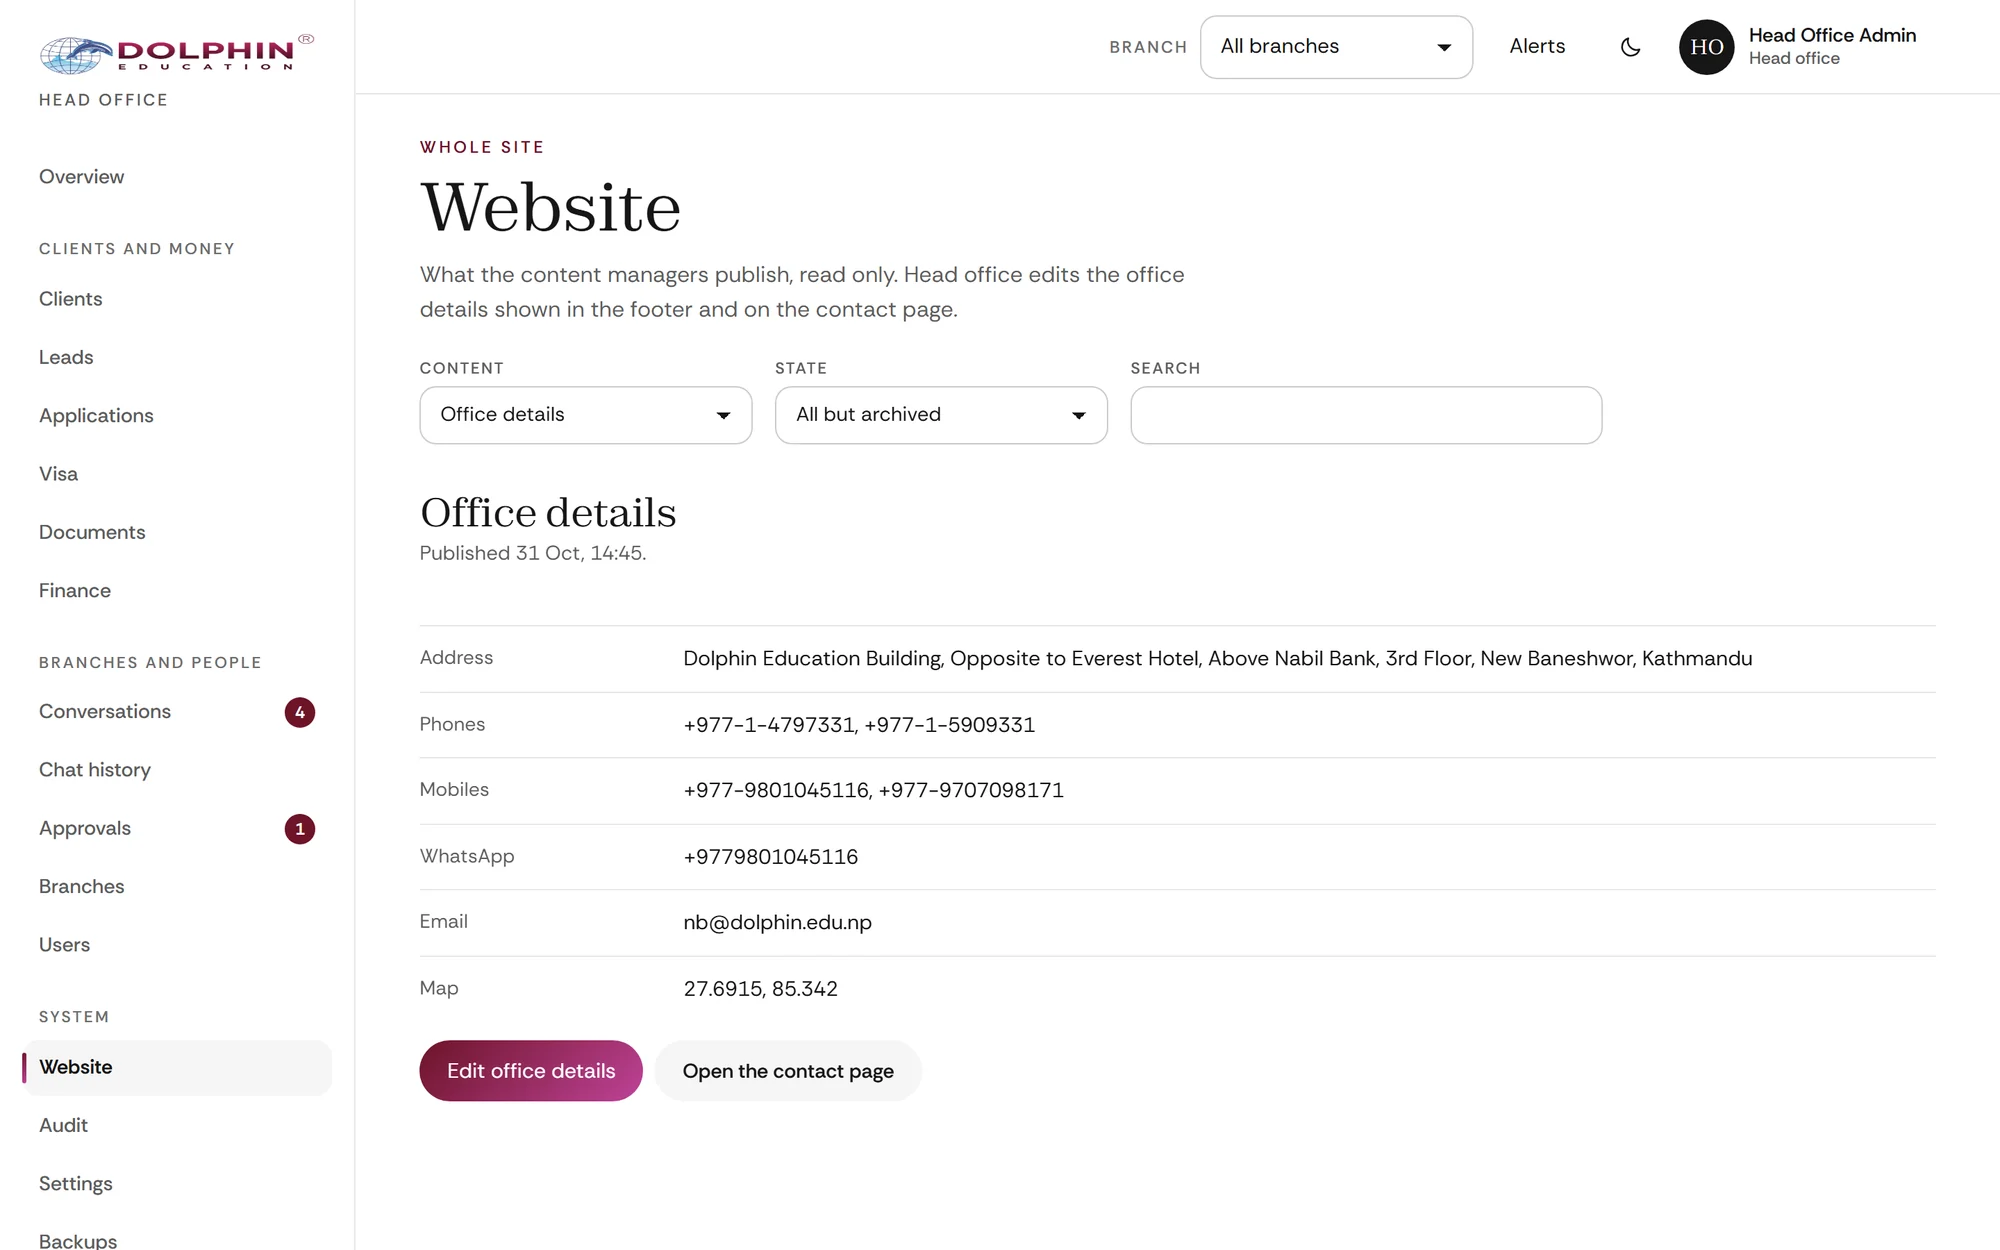 DOLPHIN ®
EDUCATION
HEAD OFFICE
Overview
CLIENTS AND MONEY
Clients
Leads
Applications
Visa
Documents
Finance
BRANCHES AND PEOPLE
Conversations 4
Chat history
Approvals 1
Branches
Users
SYSTEM
Website
Audit
Settings
Backups
BRANCH All branches Alerts HO Head Office Admin
Head office
WHOLE SITE
Website
What the content managers publish, read only. Head office edits the office
details shown in the footer and on the contact page.
CONTENT STATE SEARCH
Office details All but archived
Office details
Published 31 Oct, 14:45.
Address Dolphin Education Building, Opposite to Everest Hotel, Above Nabil Bank, 3rd Floor, New Baneshwor, Kathmandu
Phones +977-1-4797331, +977-1-5909331
Mobiles +977-9801045116, +977-9707098171
WhatsApp +9779801045116
Email nb@dolphin.edu.np
Map 27.6915, 85.342
Edit office details Open the contact page